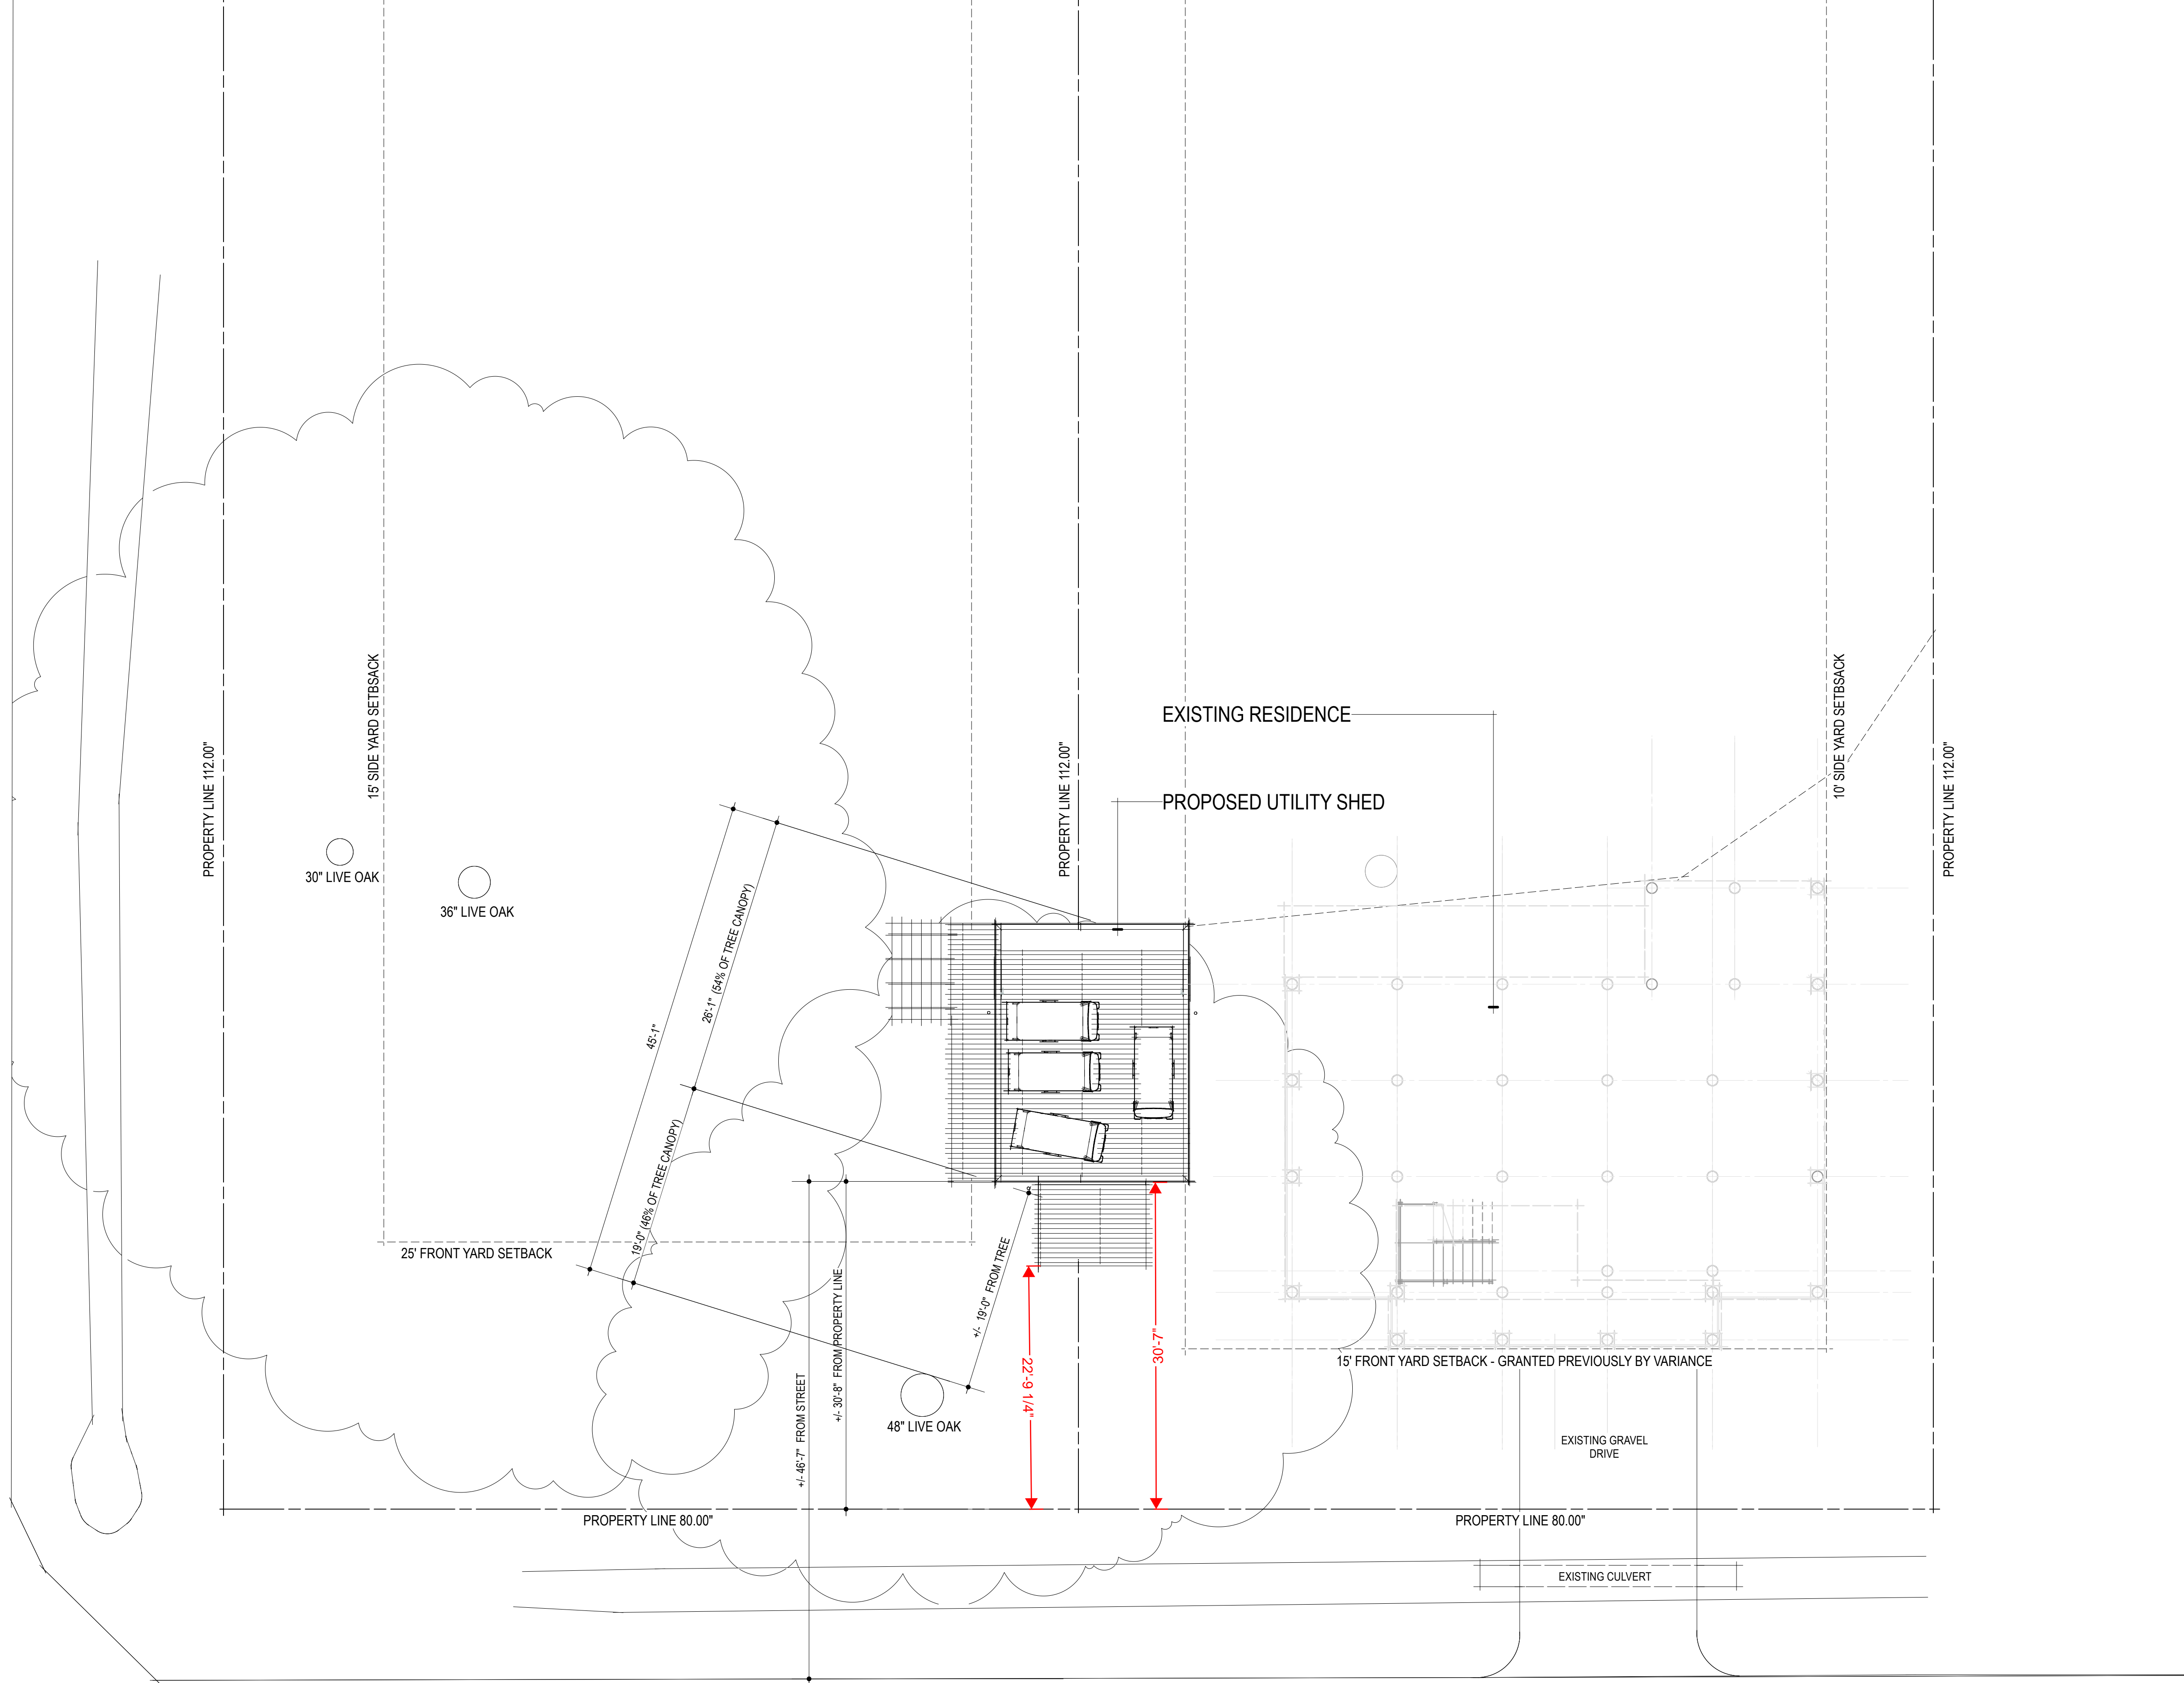 EXISTING RESIDENCE
PROPOSED UTILITY SHED
PROPERTY LINE 112.00"
15' SIDE YARD SETBSACK
PROPERTY LINE 112.00"
10' SIDE YARD SETBSACK
PROPERTY LINE 112.00"
30" LIVE OAK
36" LIVE OAK
45'-1"
26'-1" (54% OF TREE CANOPY)
19'-0" (46% OF TREE CANOPY)
25' FRONT YARD SETBACK
+/- 46'-7" FROM STREET
+/- 30'-8" FROM PROPERTY LINE
+/- 19'-0" FROM TREE
22'-9 1/4"
30'-7"
48" LIVE OAK
15' FRONT YARD SETBACK - GRANTED PREVIOUSLY BY VARIANCE
EXISTING GRAVEL
DRIVE
PROPERTY LINE 80.00"
PROPERTY LINE 80.00"
EXISTING CULVERT